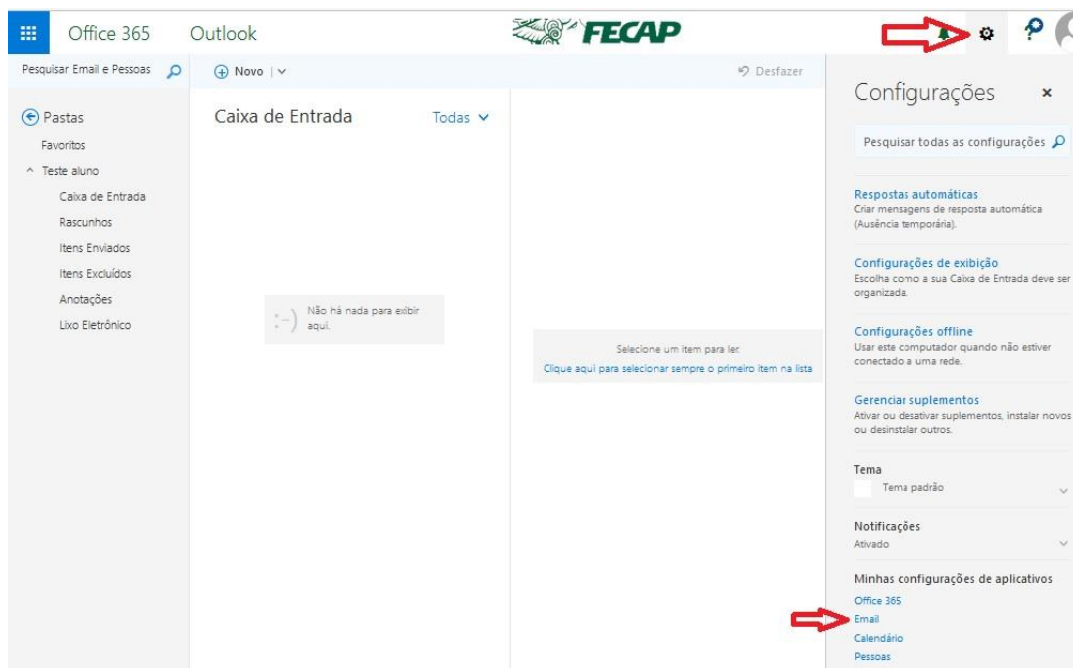 Office 365
Outlook
FECAP
Pesquisar Email e Pessoas
Novo
Desfazer
Pastas
Favoritos
Teste aluno
Caixa de Entrada
Rascunhos
Itens Enviados
Itens Excluídos
Anotações
Lixo Eletrônico
Caixa de Entrada
Todas
:-)
Não há nada para exibir
aqui.
Selecione um item para ler.
Clique aqui para selecionar sempre o primeiro item na lista
?
Configurações
×
Pesquisar todas as configurações
Respostas automáticas
Criar mensagens de resposta automática
(Ausência temporária).
Configurações de exibição
Escolha como a sua Caixa de Entrada deve ser
organizada.
Configurações offline
Usar este computador quando não estiver
conectado a uma rede.
Gerenciar suplementos
Ativar ou desativar suplementos, instalar novos
ou desinstalar outros.
Tema
Tema padrão
Notificações
Ativado
Minhas configurações de aplicativos
Office 365
Email
Calendário
Pessoas